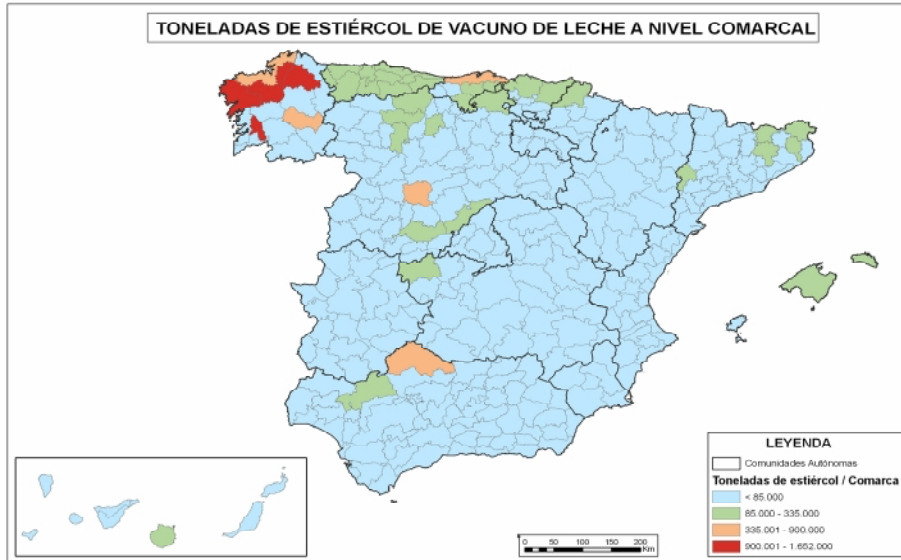 TONELADAS DE ESTIÉRCOL DE VACUNO DE LECHE A NIVEL COMARCAL
LEYENDA
Comunidades Autónomas
Toneladas de estiércol / Comarca
< 85.000
85.000 - 335.000
335.001 - 900.000
900.001 - 1.652.000
0 25 50 100 150 200
Km